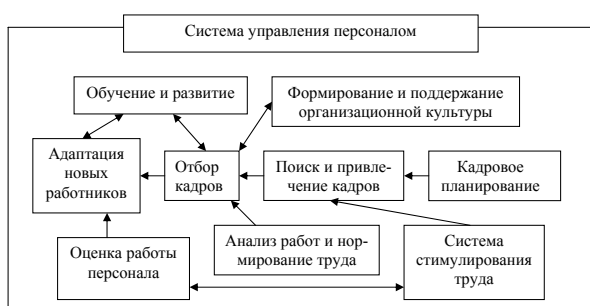 Система управления персоналом
Обучение и развитие
Формирование и поддержание
организационной культуры
Адаптация
новых
работников
Отбор
кадров
Поиск и привле-
чение кадров
Кадровое
планирование
Оценка работы
персонала
Анализ работ и нор-
мирование труда
Система
стимулирования
труда